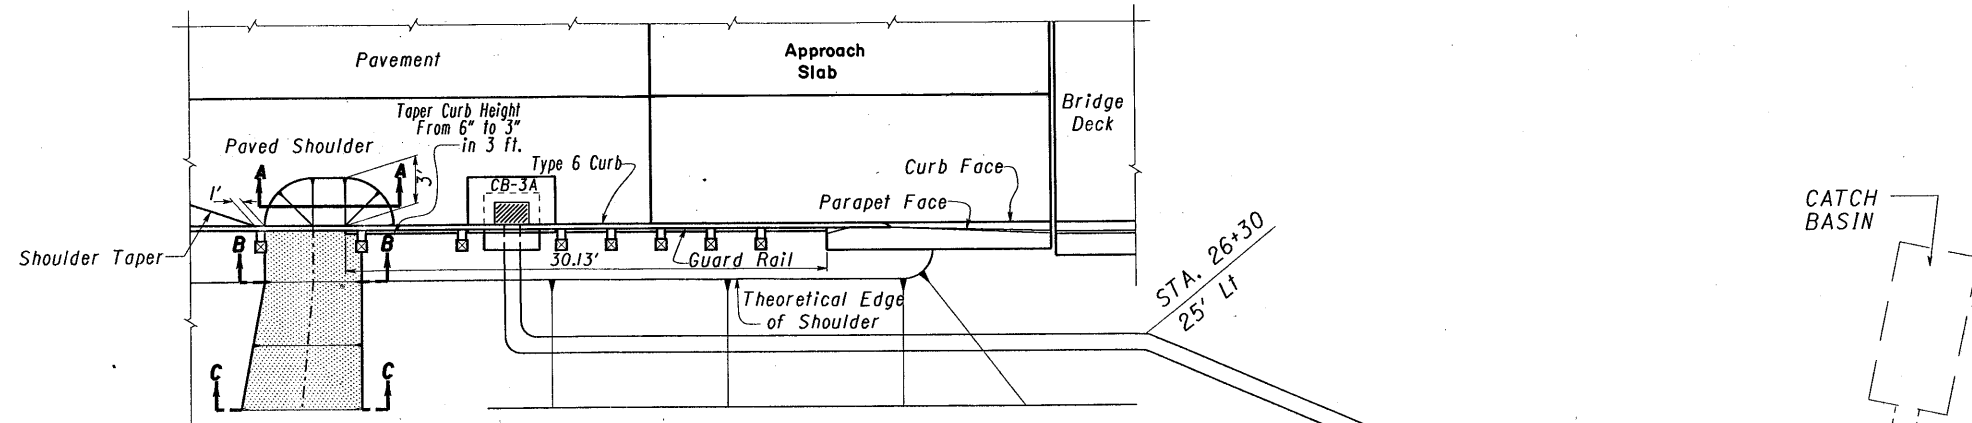 Pavement
Approach
Slab
Bridge
Deck
Taper Curb Height
From 6" to 3"
in 3 ft.
Paved Shoulder
A
A
3'
1'
Type 6 Curb
CB-3A
Curb Face
Parapet Face
Shoulder Taper
B
B
30.13'
Guard Rail
Theoretical Edge
of Shoulder
STA. 26+30
25' Lt
C
C
CATCH
BASIN